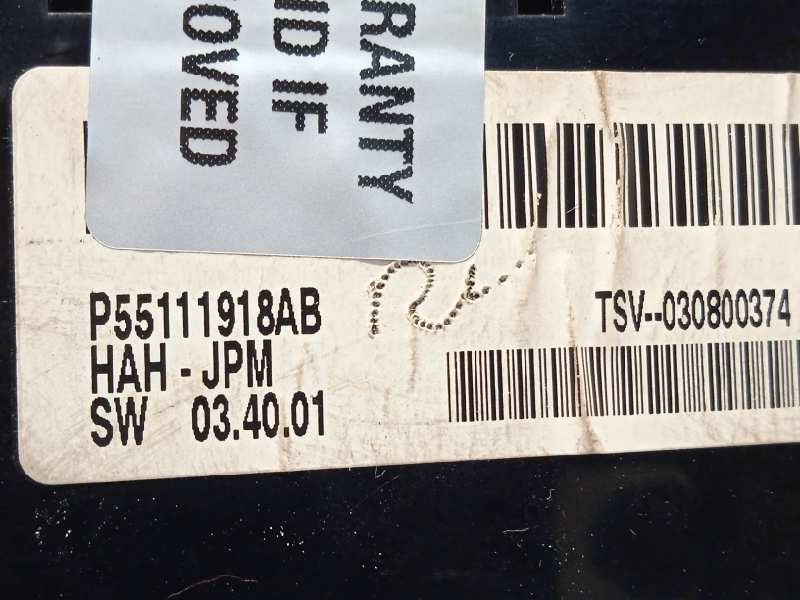 RANTY
ID IF
OVED
P55111918AB
HAH - JPM
SW 03.40.01
TSV--030800374